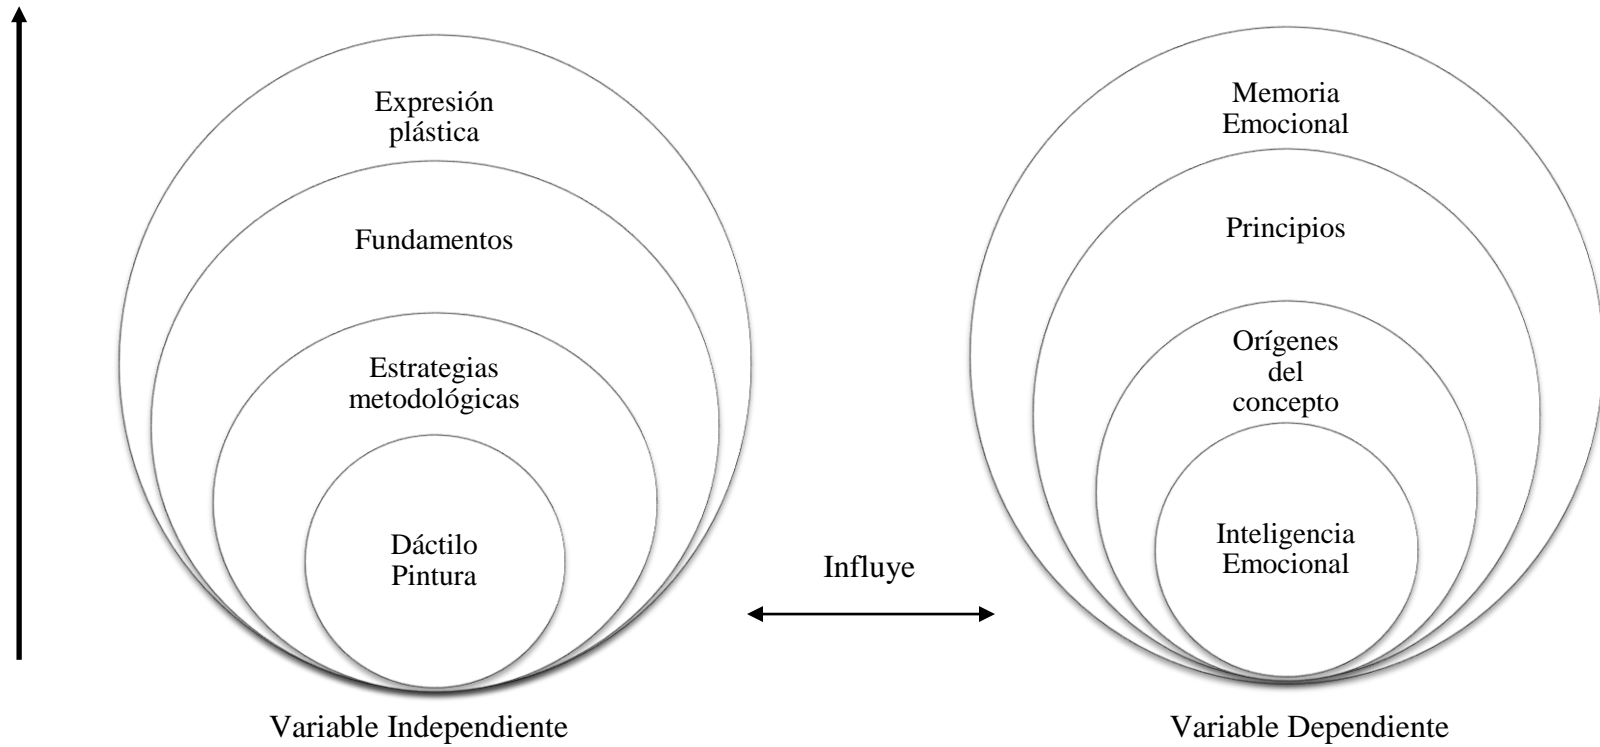 Expresión
plástica
Fundamentos
Estrategias
metodológicas
Dáctilo
Pintura
Variable Independiente
Influye
Memoria
Emocional
Principios
Orígenes
del
concepto
Inteligencia
Emocional
Variable Dependiente